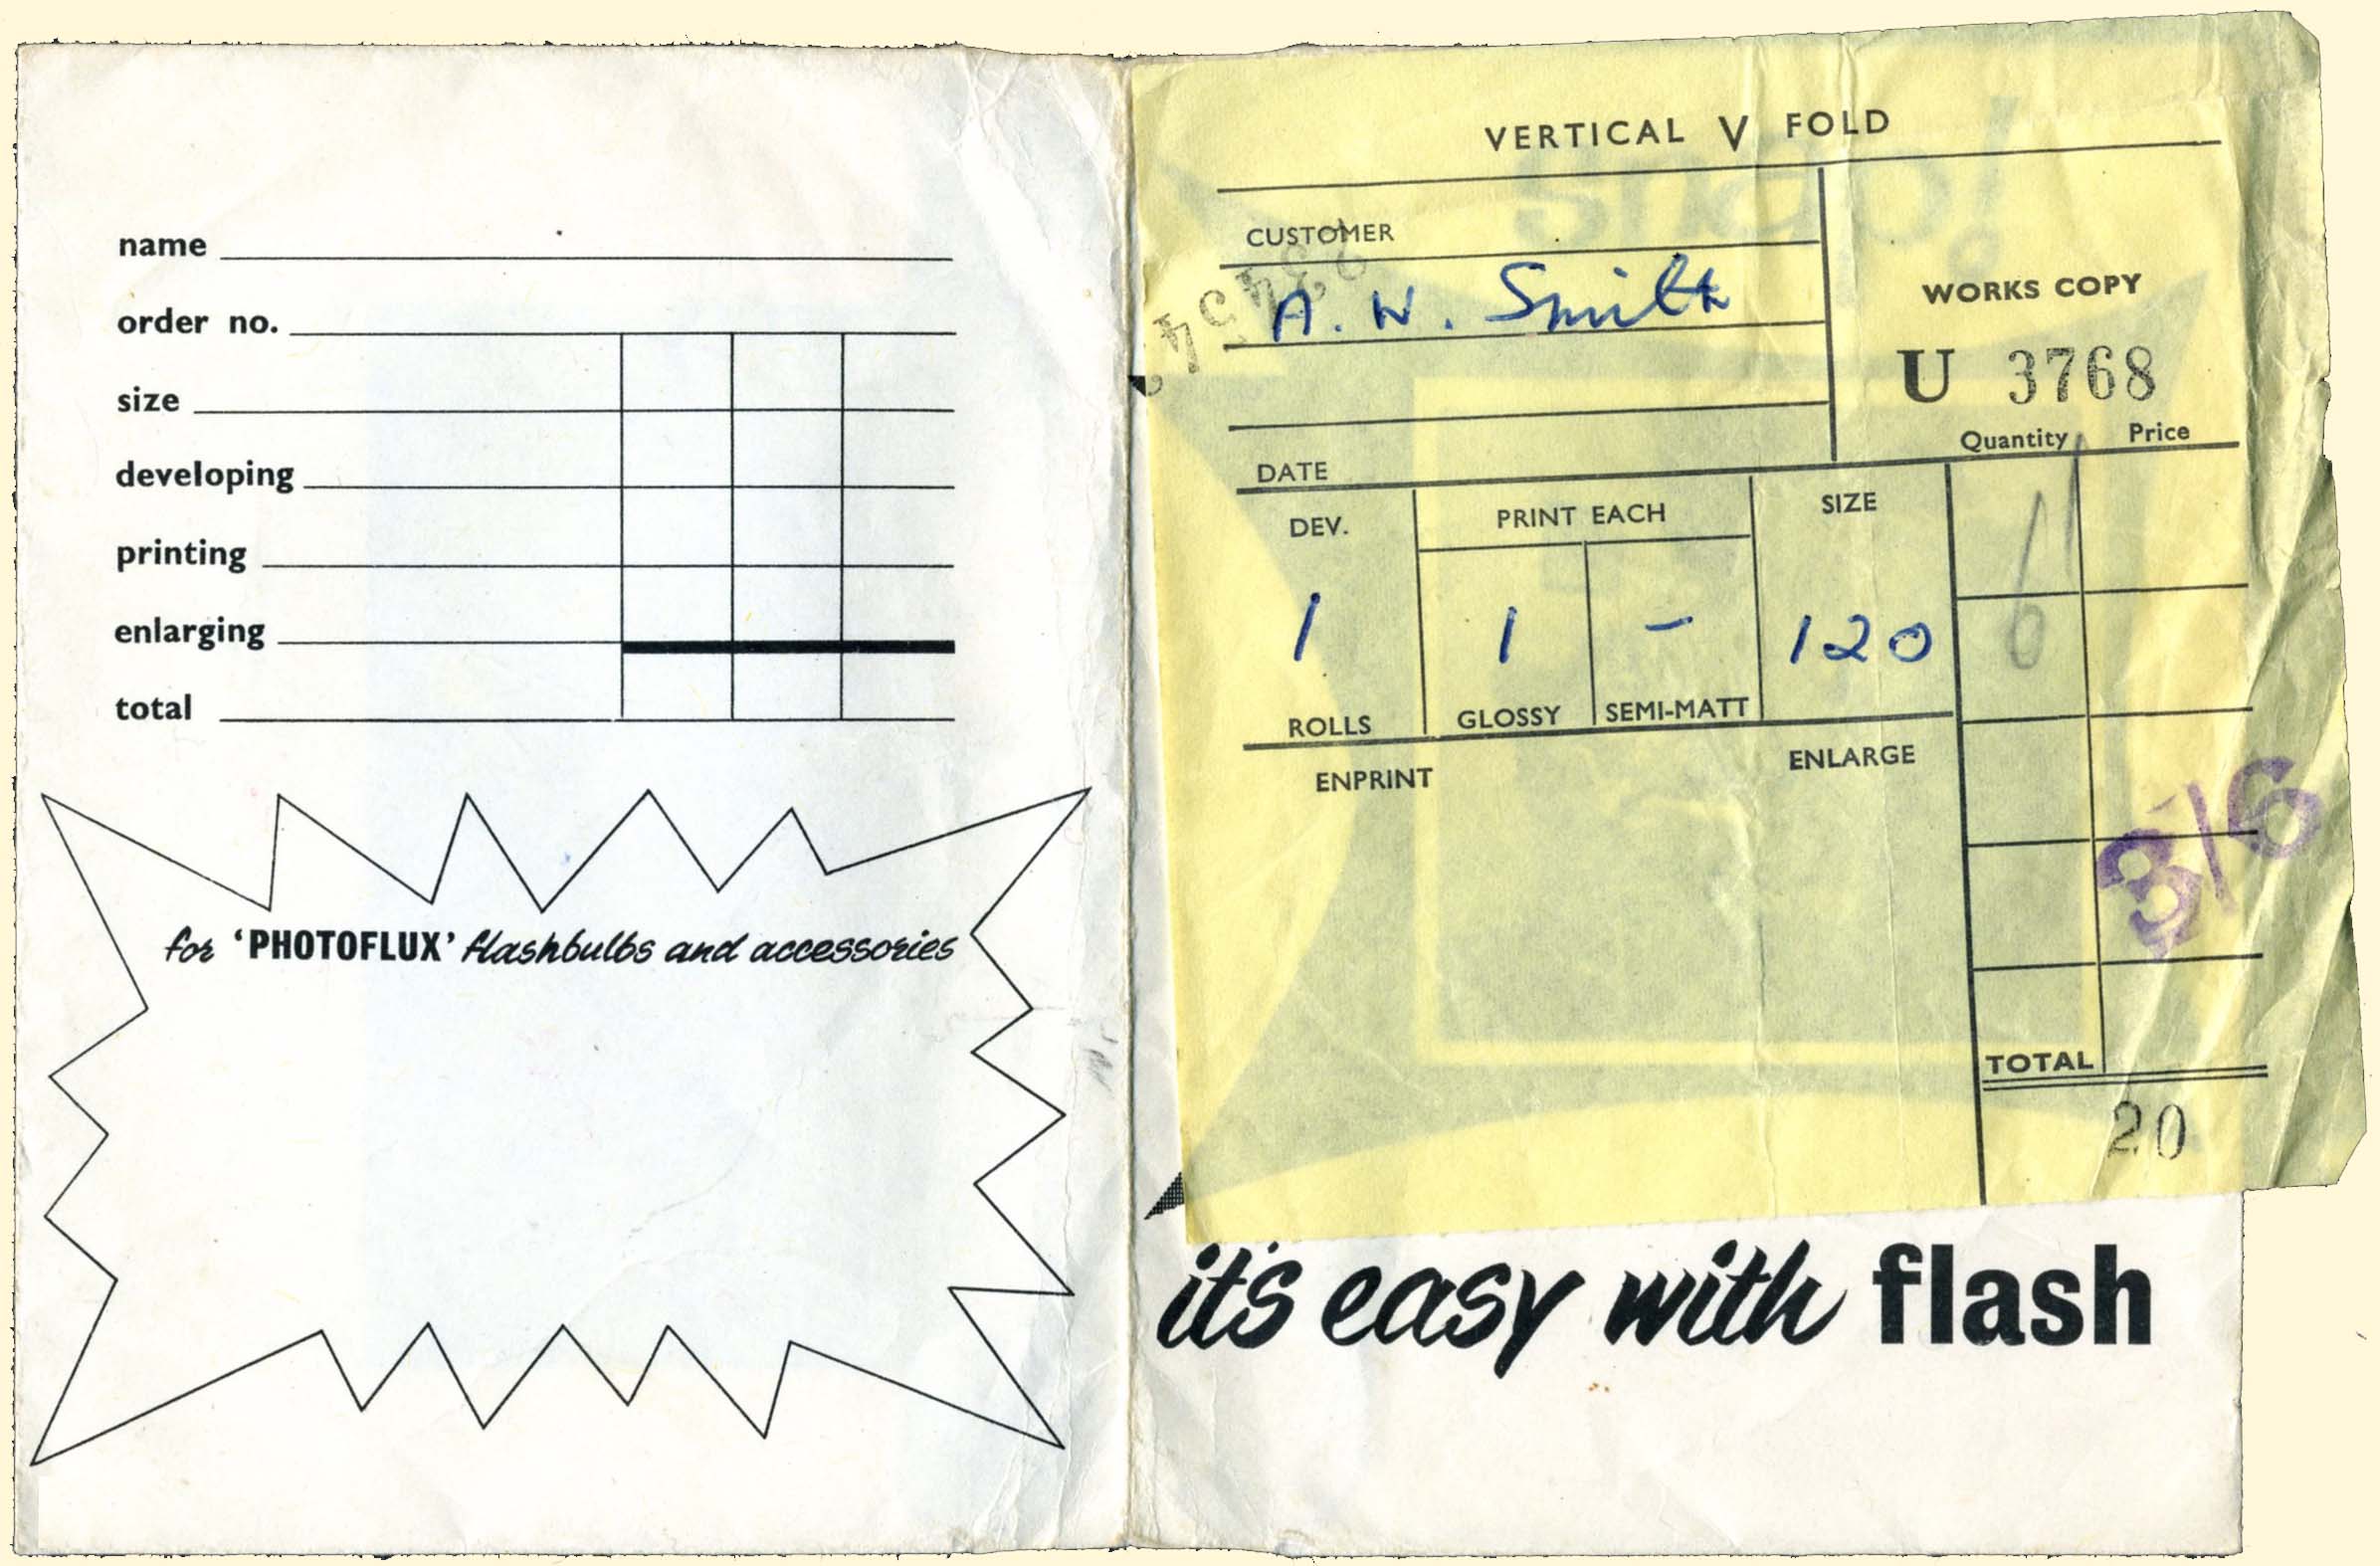 name
order no.
size
developing
printing
enlarging
total
for 'PHOTOFLUX' flashbulbs and accessories
VERTICAL V FOLD
CUSTOMER
A. W. Smith
WORKS COPY
U 3768
Quantity Price
DATE
DEV. PRINT EACH SIZE
1 1 - 120
6
ROLLS GLOSSY SEMI-MATT
ENPRINT ENLARGE
3/6
TOTAL
20
it's easy with flash